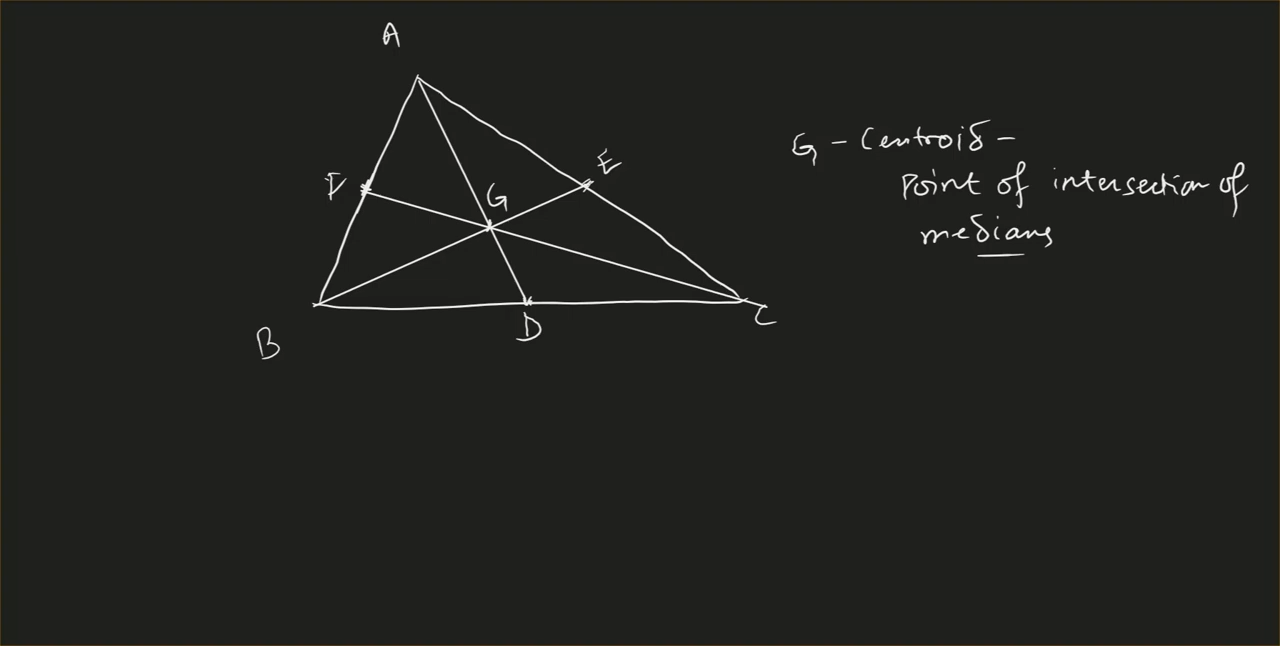 A
F
E
G
B
D
C
G - Centroid -
Point of intersection of
medians